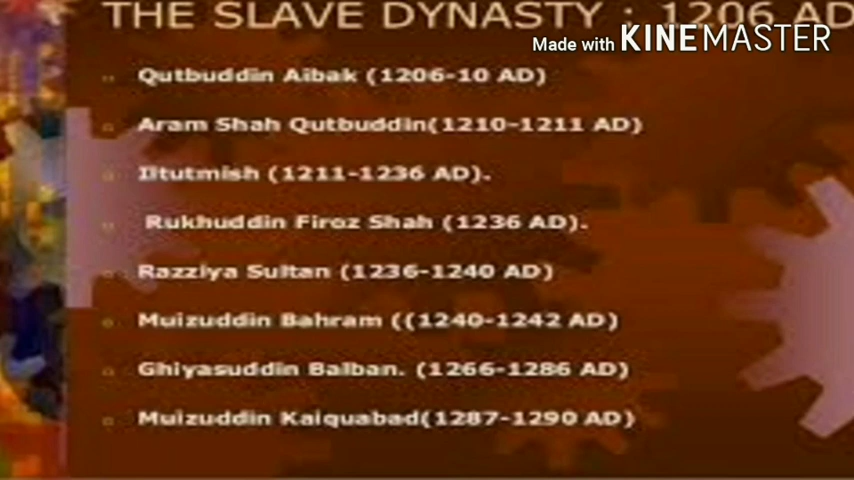 THE SLAVE DYNASTY : 1206 AD
Made with KINEMASTER
Qutbuddin Aibak (1206-10 AD)
Aram Shah Qutbuddin(1210-1211 AD)
Iltutmish (1211-1236 AD).
Rukhuddin Firoz Shah (1236 AD).
Razziya Sultan (1236-1240 AD)
Muizuddin Bahram ((1240-1242 AD)
Ghiyasuddin Balban. (1266-1286 AD)
Muizuddin Kaiquabad(1287-1290 AD)